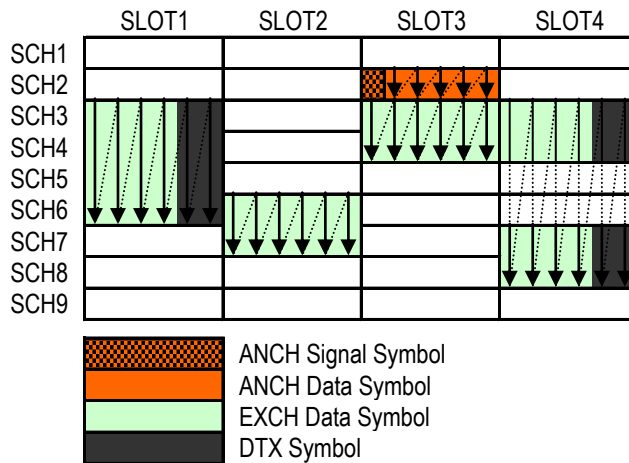 SLOT1 SLOT2 SLOT3 SLOT4
SCH1
SCH2
SCH3
SCH4
SCH5
SCH6
SCH7
SCH8
SCH9
ANCH Signal Symbol
ANCH Data Symbol
EXCH Data Symbol
DTX Symbol